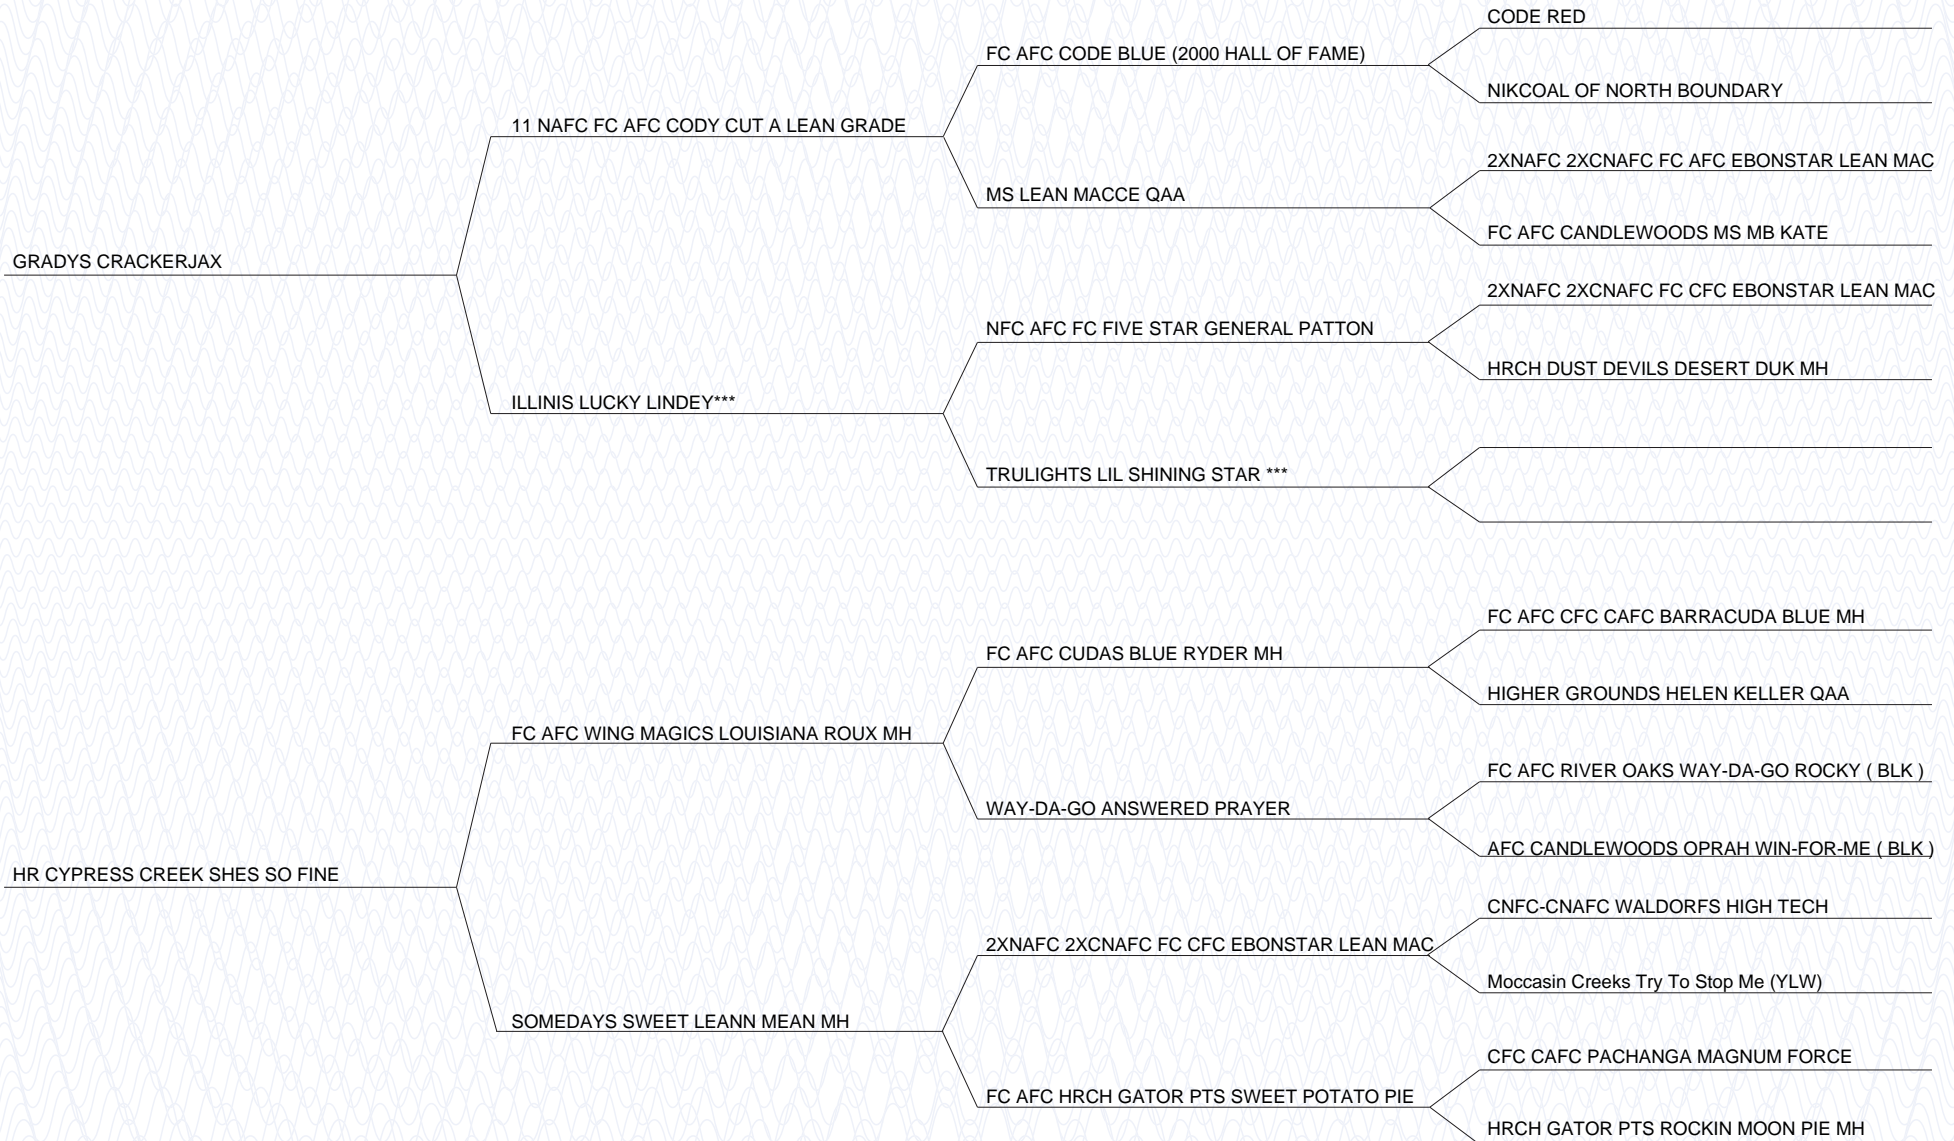 CODE RED
FC AFC CODE BLUE (2000 HALL OF FAME)
NIKCOAL OF NORTH BOUNDARY
11 NAFC FC AFC CODY CUT A LEAN GRADE
2XNAFC 2XCNAFC FC AFC EBONSTAR LEAN MAC
MS LEAN MACCE QAA
FC AFC CANDLEWOODS MS MB KATE
GRADYS CRACKERJAX
2XNAFC 2XCNAFC FC CFC EBONSTAR LEAN MAC
NFC AFC FC FIVE STAR GENERAL PATTON
HRCH DUST DEVILS DESERT DUK MH
ILLINIS LUCKY LINDEY***
TRULIGHTS LIL SHINING STAR ***
FC AFC CFC CAFC BARRACUDA BLUE MH
FC AFC CUDAS BLUE RYDER MH
HIGHER GROUNDS HELEN KELLER QAA
FC AFC WING MAGICS LOUISIANA ROUX MH
FC AFC RIVER OAKS WAY-DA-GO ROCKY ( BLK )
WAY-DA-GO ANSWERED PRAYER
AFC CANDLEWOODS OPRAH WIN-FOR-ME ( BLK )
HR CYPRESS CREEK SHES SO FINE
CNFC-CNAFC WALDORFS HIGH TECH
2XNAFC 2XCNAFC FC CFC EBONSTAR LEAN MAC
Moccasin Creeks Try To Stop Me (YLW)
SOMEDAYS SWEET LEANN MEAN MH
CFC CAFC PACHANGA MAGNUM FORCE
FC AFC HRCH GATOR PTS SWEET POTATO PIE
HRCH GATOR PTS ROCKIN MOON PIE MH